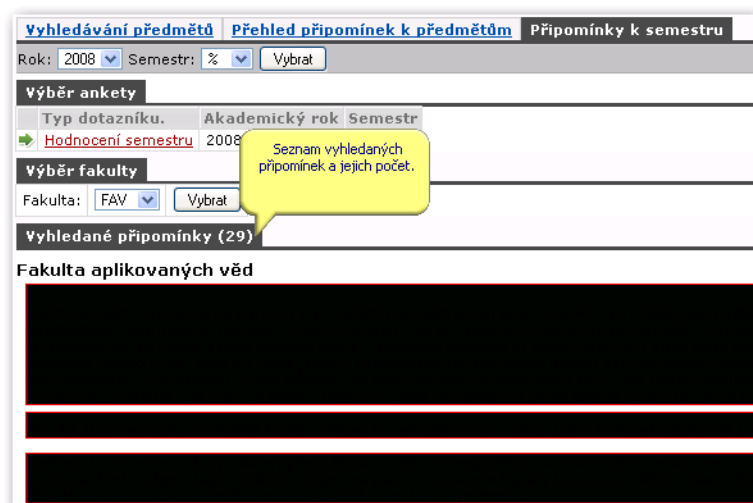 Vyhledávání předmětů Přehled připomínek k předmětům Připomínky k semestru
Rok: 2008 Semestr: % Vybrat
Výběr ankety
Typ dotazníku. Akademický rok Semestr
Hodnocení semestru 2008
Seznam vyhledaných
připomínek a jejich počet.
Výběr fakulty
Fakulta: FAV Vybrat
Vyhledané připomínky (29)
Fakulta aplikovaných věd